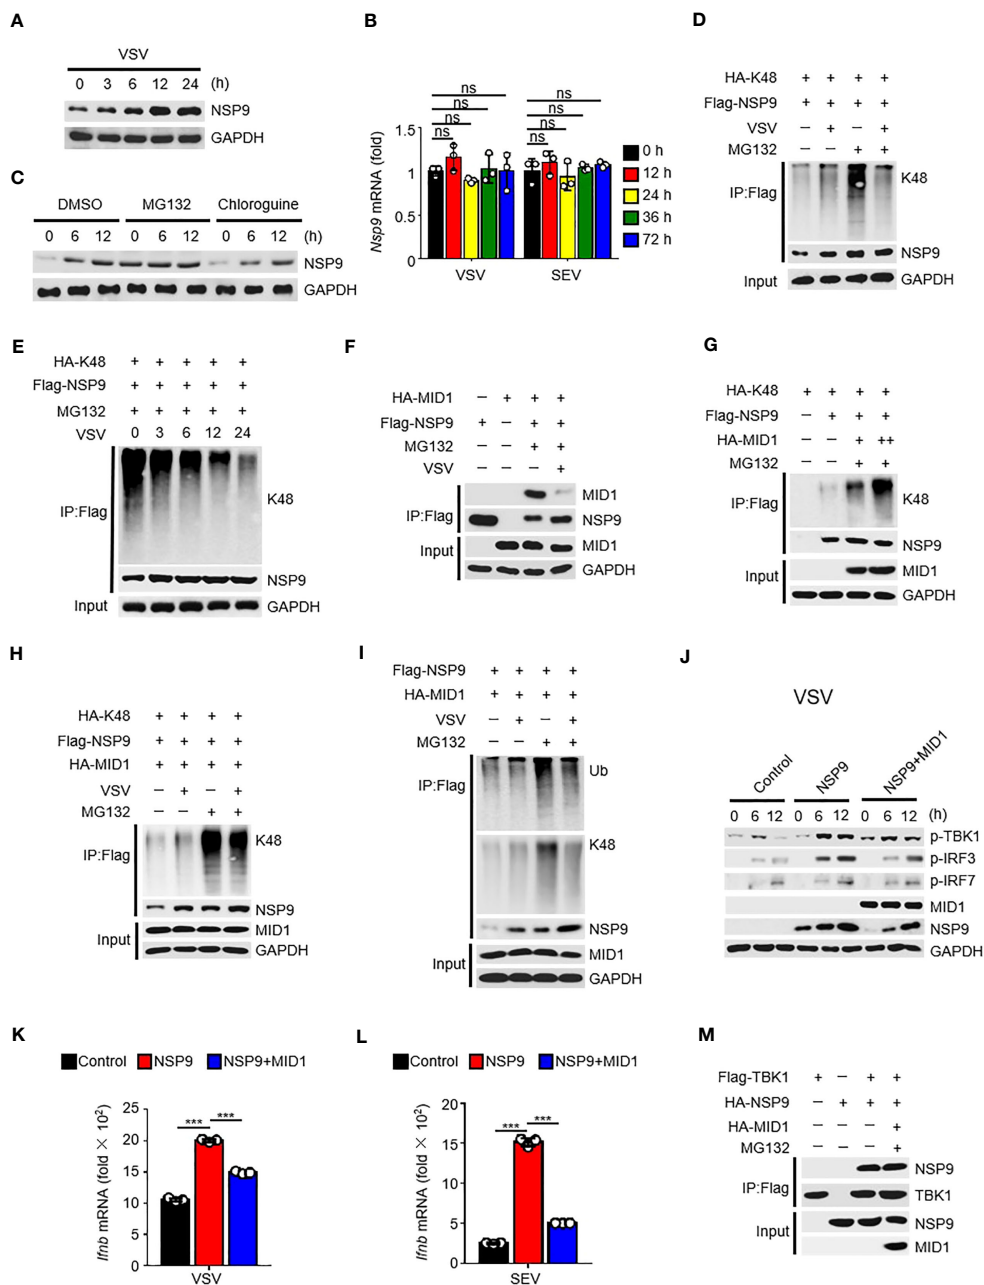 A
VSV
0 3 6 12 24 (h)
NSP9
GAPDH
B
ns
ns
ns
ns
ns
ns
ns
ns
1.5
1
0.5
0
Nsp9 mRNA (fold)
VSV SEV
0 h
12 h
24 h
36 h
72 h
C
DMSO MG132 Chloroguine
0 6 12 0 6 12 0 6 12 (h)
NSP9
GAPDH
D
HA-K48 + + + +
Flag-NSP9 + + + +
VSV – + – +
MG132 – – + +
IP:Flag
K48
NSP9
Input GAPDH
E
HA-K48 + + + + +
Flag-NSP9 + + + + +
MG132 + + + + +
VSV 0 3 6 12 24
IP:Flag
K48
NSP9
Input GAPDH
F
HA-MID1 – + + +
Flag-NSP9 + – + +
MG132 – – + +
VSV – – – +
IP:Flag
MID1
NSP9
Input
MID1
GAPDH
G
HA-K48 + + + +
Flag-NSP9 – + + +
HA-MID1 – – + ++
MG132 – – + +
IP:Flag
K48
NSP9
Input
MID1
GAPDH
H
HA-K48 + + + +
Flag-NSP9 + + + +
HA-MID1 + + + +
VSV – + – +
MG132 – – + +
IP:Flag
K48
NSP9
Input
MID1
GAPDH
I
Flag-NSP9 + + + +
HA-MID1 + + + +
VSV – + – +
MG132 – – + +
IP:Flag
Ub
K48
NSP9
Input
MID1
GAPDH
J
VSV
Control NSP9 NSP9+MID1
0 6 12 0 6 12 0 6 12 (h)
p-TBK1
p-IRF3
p-IRF7
MID1
NSP9
GAPDH
K
Control NSP9 NSP9+MID1
*** ***
25
20
15
10
5
0
Ifnb mRNA (fold × 10²)
VSV
L
Control NSP9 NSP9+MID1
*** ***
20
15
10
5
0
Ifnb mRNA (fold × 10²)
SEV
M
Flag-TBK1 + – + +
HA-NSP9 – + + +
HA-MID1 – – – +
MG132 – – – +
IP:Flag
NSP9
TBK1
Input
NSP9
MID1